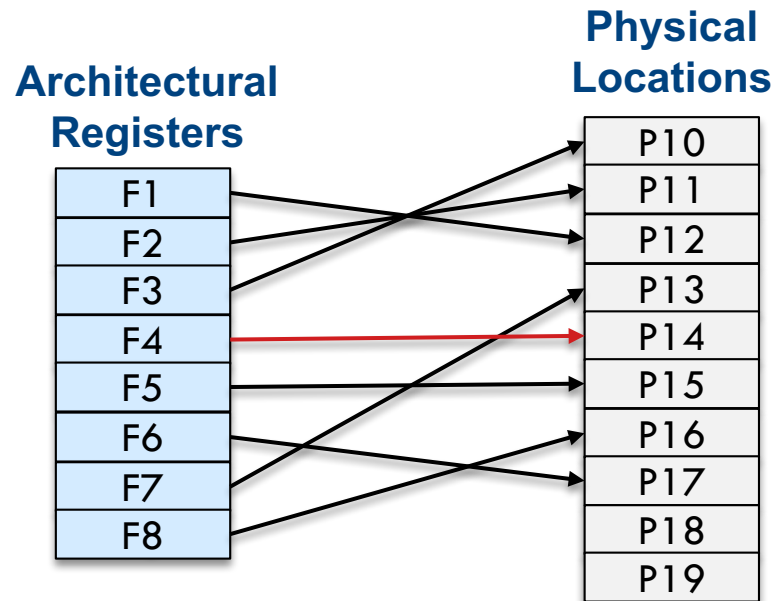 Architectural
Registers
F1
F2
F3
F4
F5
F6
F7
F8
Physical
Locations
P10
P11
P12
P13
P14
P15
P16
P17
P18
P19